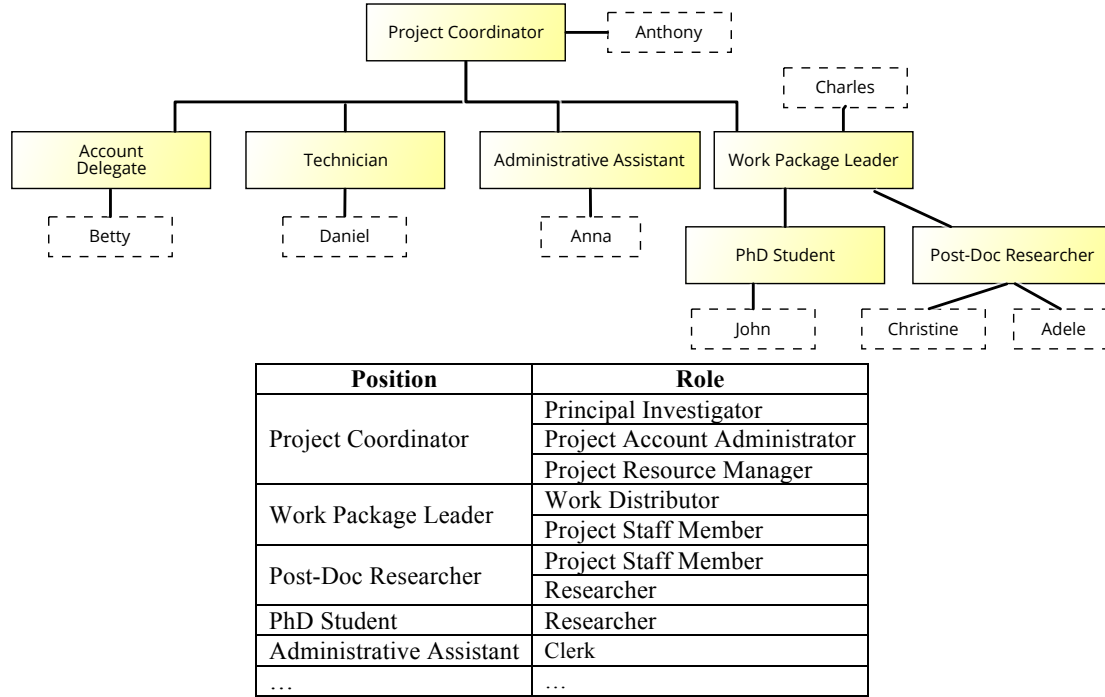 Project Coordinator
Anthony
Charles
Account
Delegate
Technician
Administrative Assistant
Work Package Leader
Betty
Daniel
Anna
PhD Student
Post-Doc Researcher
John
Christine
Adele
Position Role
Project Coordinator
Principal Investigator
Project Account Administrator
Project Resource Manager
Work Package Leader
Work Distributor
Project Staff Member
Post-Doc Researcher
Project Staff Member
Researcher
PhD Student Researcher
Administrative Assistant Clerk
… …